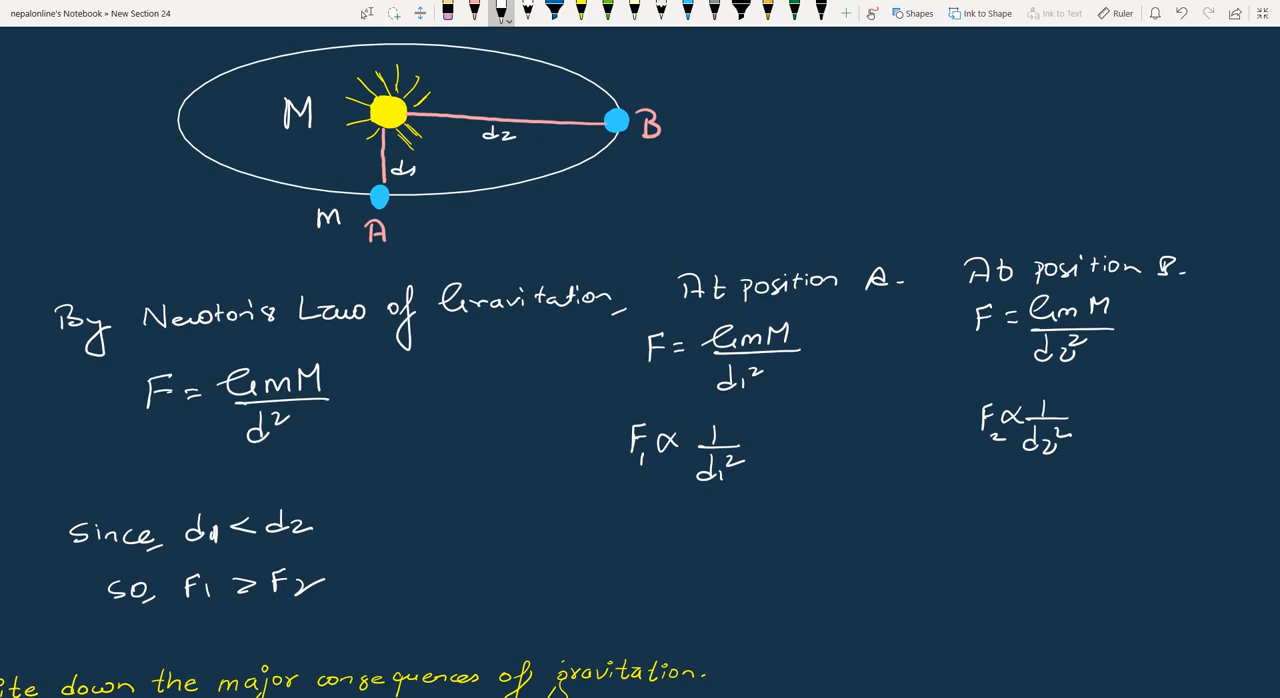 nepalonline's Notebook > New Section 24
Shapes
Ink to Shape
Ink to Text
Ruler
M
d2
B
d1
m
A
By Newton's Law of Gravitation,
F = GmM
d²
At position A.
F = GmM
d1²
F1 ∝ 1
d1²
At position B.
F = GmM
d2²
F2 ∝ 1
d2²
Since, d1 < d2
so, F1 > F2
ite down the major consequences of gravitation.